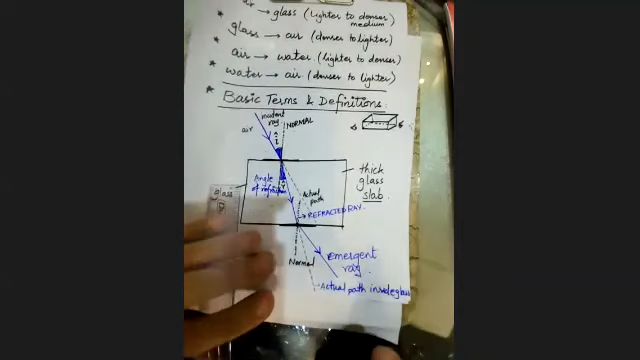 air → glass (lighter to denser medium)
* glass → air (denser to lighter)
* air → water (lighter to denser)
* water → air (denser to lighter)
* Basic Terms & Definitions
incident ray
NORMAL
air
i
thick glass slab
Angle of refraction
r
Actual path
glass
REFRACTED RAY
emergent ray
Normal
Actual path inside glass